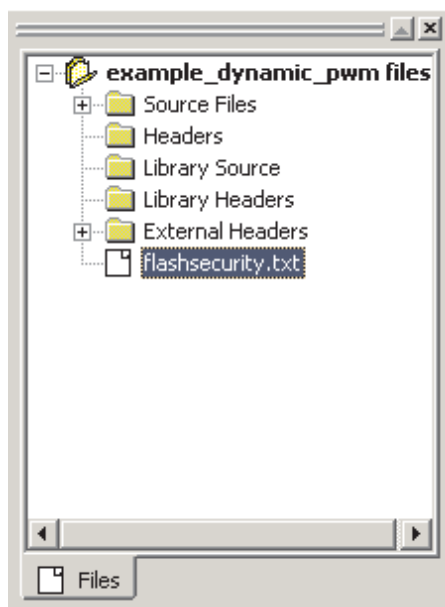 example_dynamic_pwm files
Source Files
Headers
Library Source
Library Headers
External Headers
flashsecurity.txt
Files